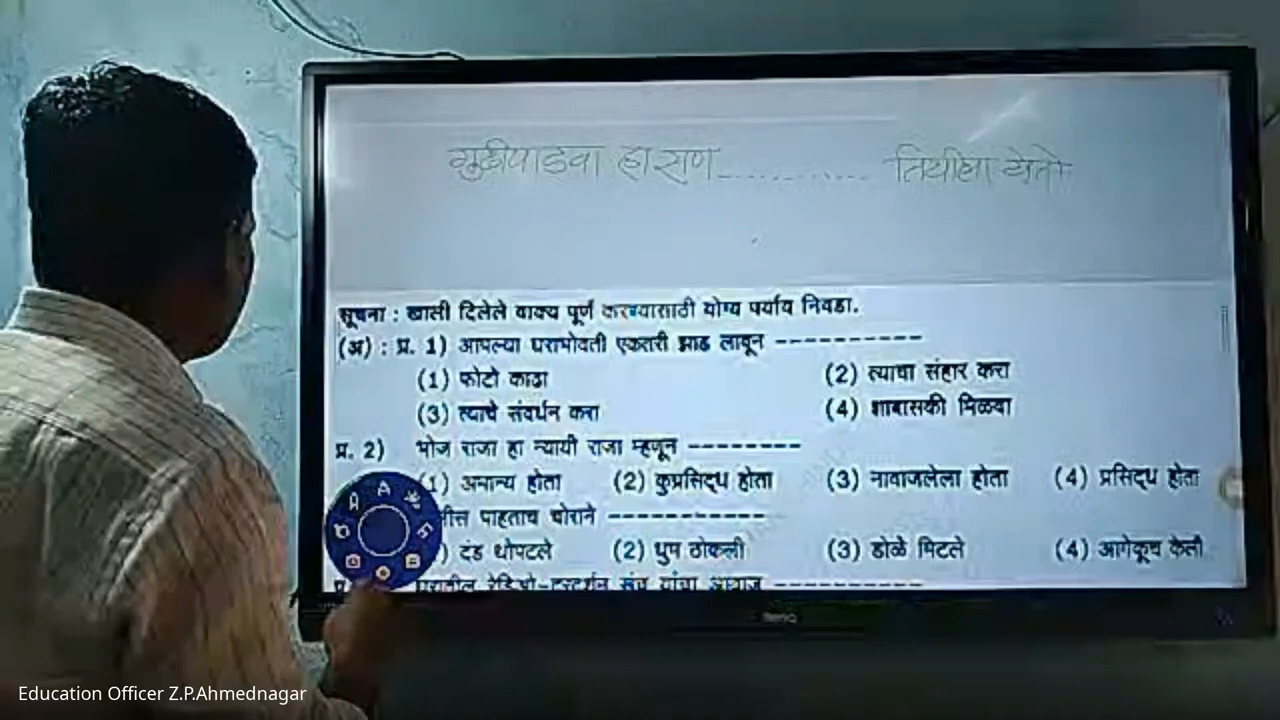 गुढीपाडवा हा सण ............ तिथीला येतो
सूचना : खाली दिलेले वाक्य पूर्ण करण्यासाठी योग्य पर्याय निवडा.
(अ) : प्र. 1) आपल्या घराभोवती एकतरी झाड लावून ----------
(1) फोटो काढा (2) त्याचा संहार करा
(3) त्याचे संवर्धन करा (4) शाबासकी मिळवा
प्र. 2) भोज राजा हा न्यायी राजा म्हणून --------
(1) अमान्य होता (2) कुप्रसिद्ध होता (3) नावाजलेला होता (4) प्रसिद्ध होता
पाहताच चोराने -----------
) दंड थोपटले (2) धुम ठोकली (3) डोळे मिटले (4) आगेकूच केली
Education Officer Z.P.Ahmednagar